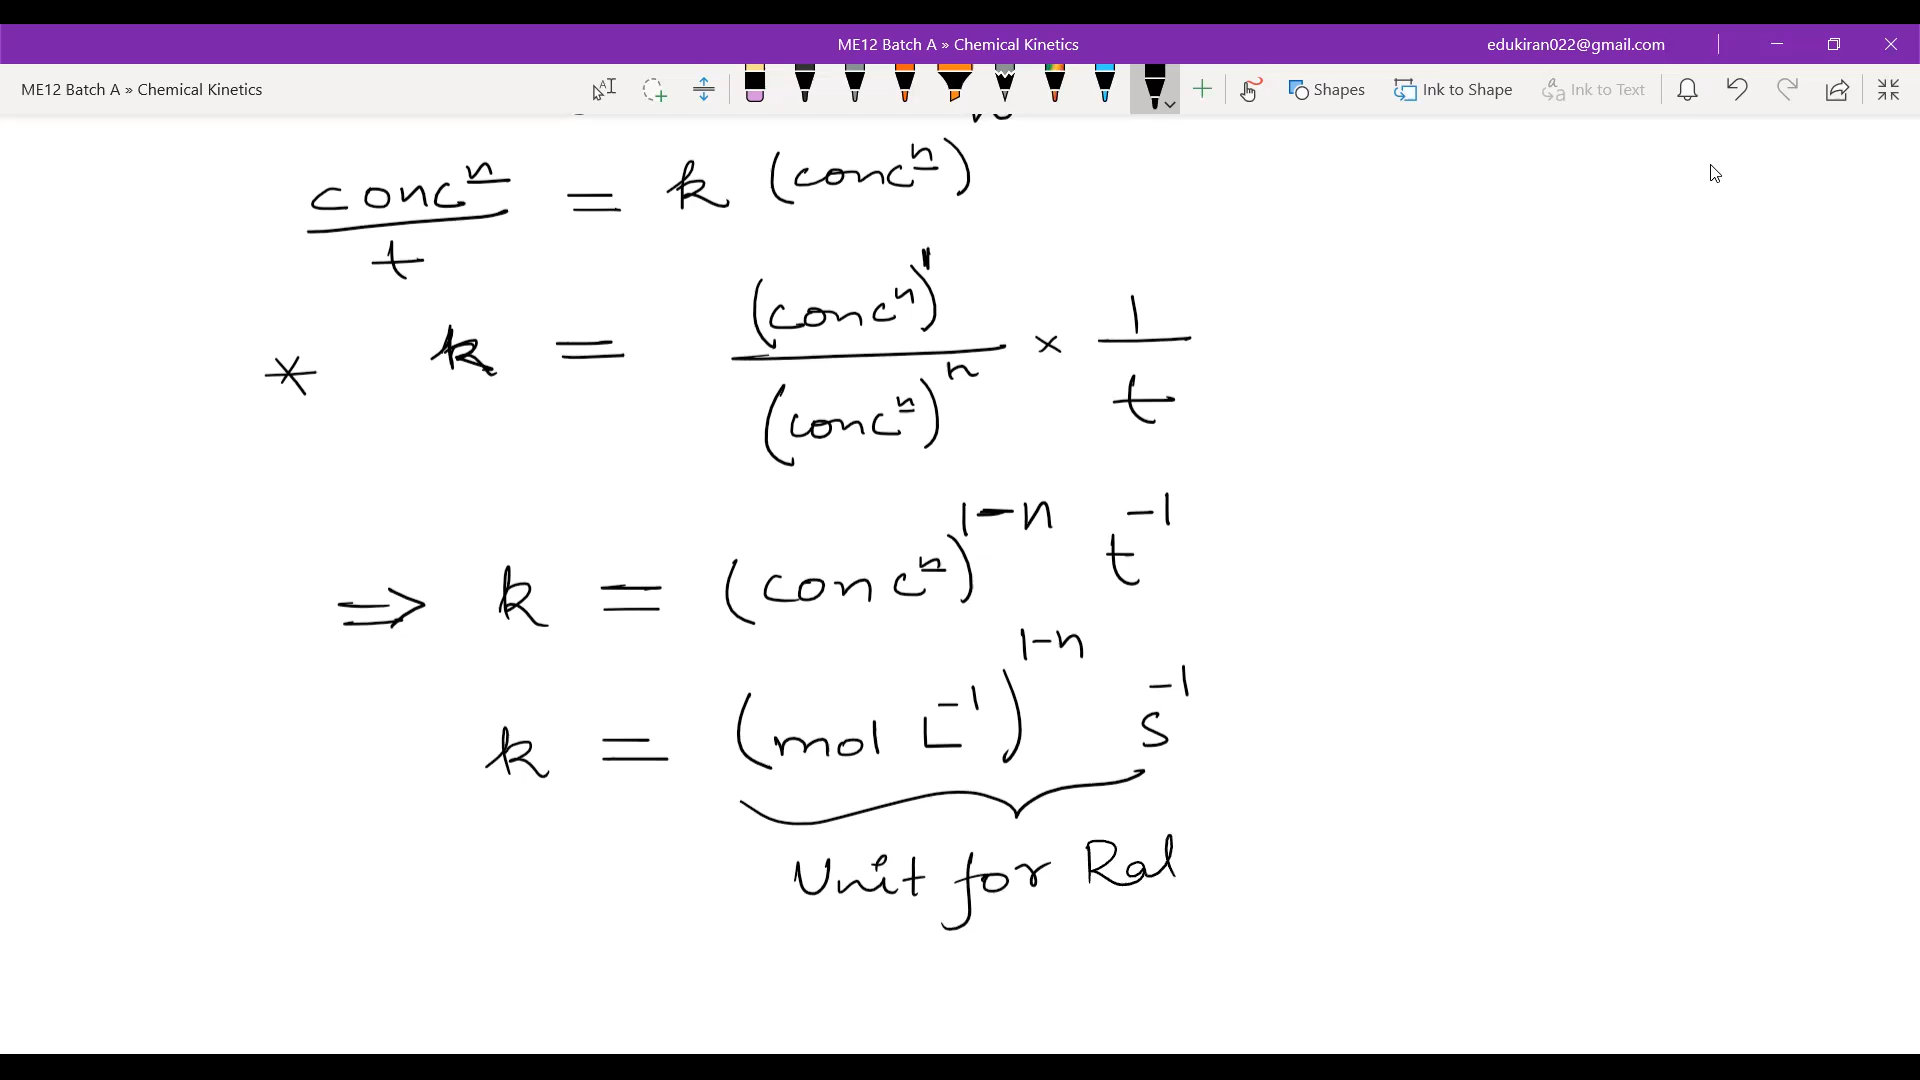 ME12 Batch A » Chemical Kinetics
edukiran022@gmail.com
ME12 Batch A » Chemical Kinetics
Shapes
Ink to Shape
Ink to Text
concⁿ/t = k (concⁿ)
* k = (concⁿ)¹/(concⁿ)ⁿ × 1/t
⇒ k = (concⁿ)¹⁻ⁿ t⁻¹
k = (mol L⁻¹)¹⁻ⁿ s⁻¹
Unit for Rat